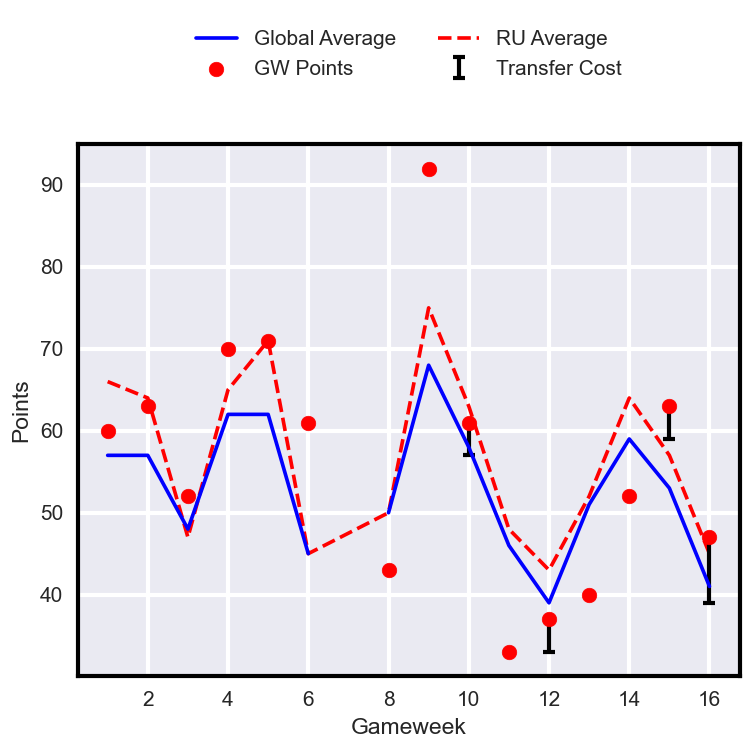 Global Average
RU Average
GW Points
Transfer Cost
90
80
70
60
50
40
Points
2 4 6 8 10 12 14 16
Gameweek